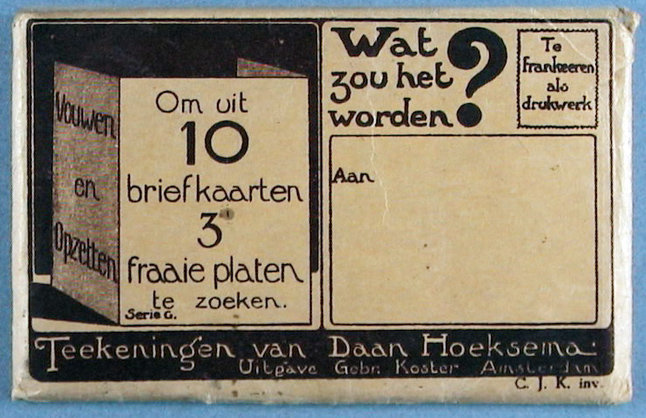 Vouwen
en
Opzetten
Om uit
10
briefkaarten
3
fraaie platen
te zoeken.
Serie G.
Wat
zou het
worden?
Te
frankeeren
als
drukwerk
Aan
Teekeningen van Daan Hoeksema:
Uitgave Gebr. Koster Amsterdam
C. J. K. inv.